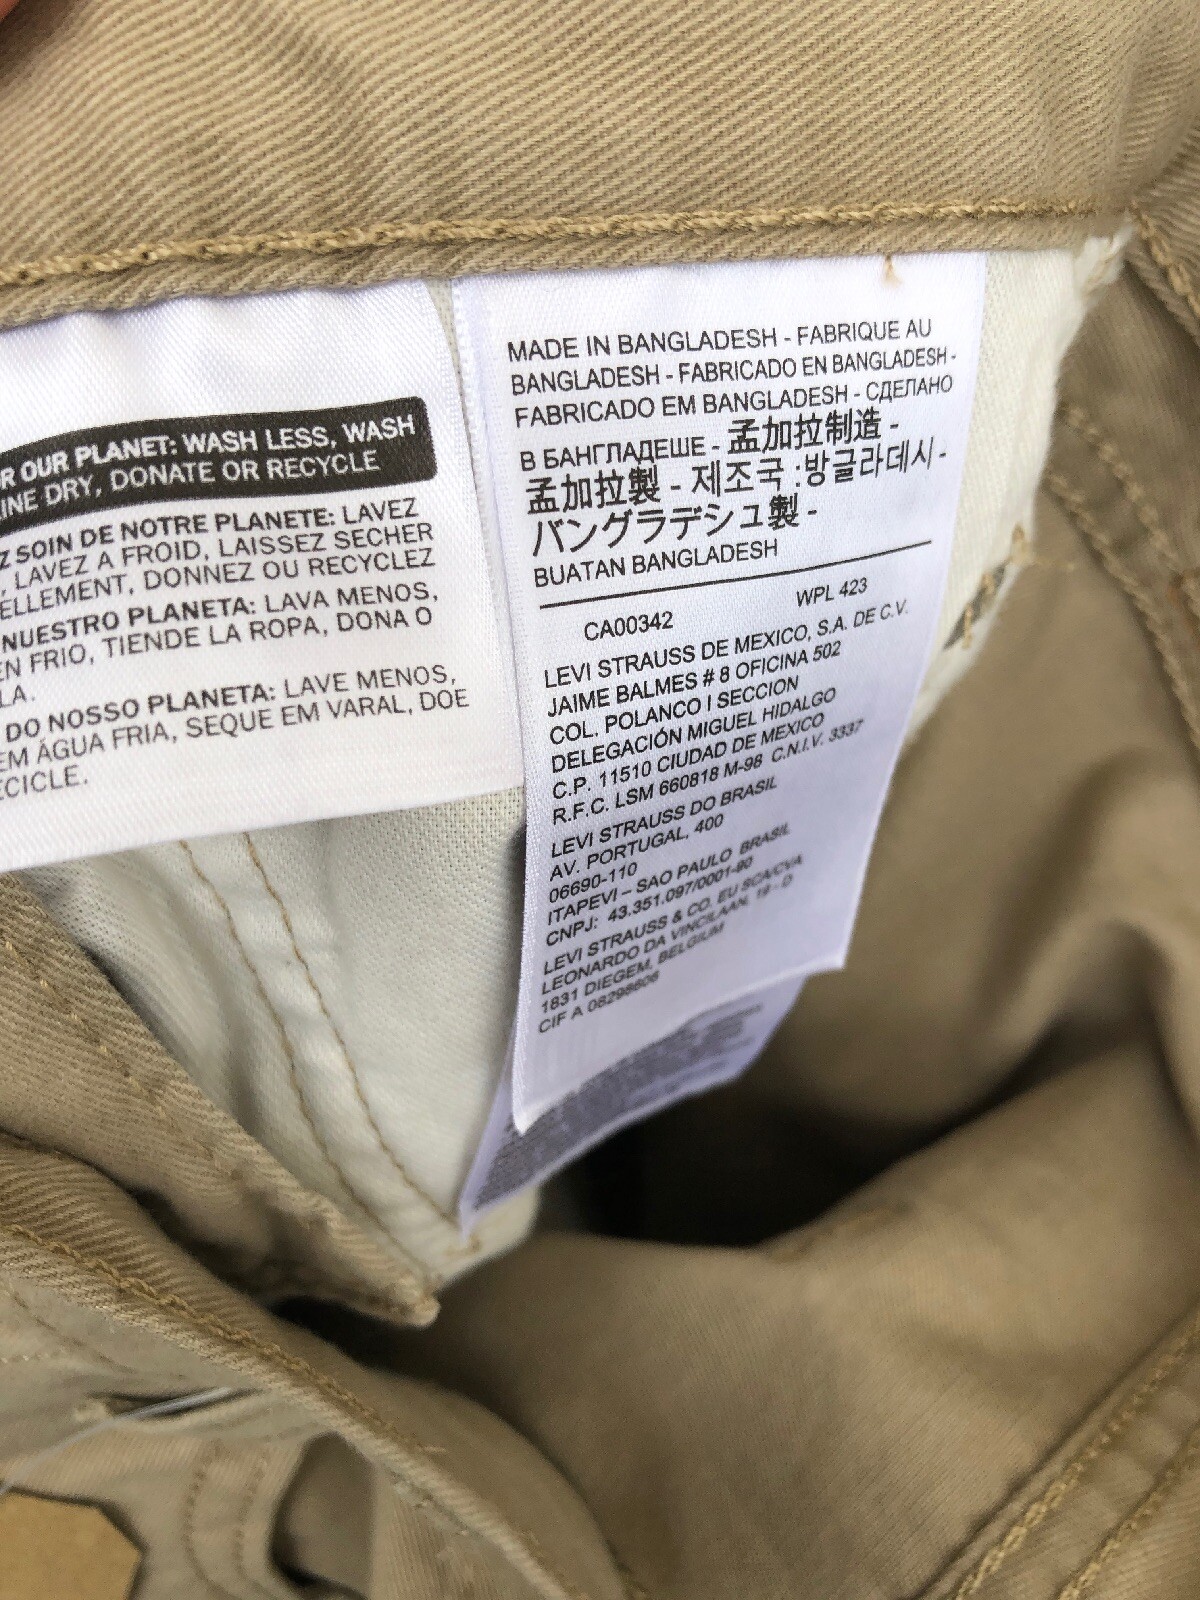 R OUR PLANET: WASH LESS, WASH
INE DRY, DONATE OR RECYCLE
Z SOIN DE NOTRE PLANETE: LAVEZ
, LAVEZ A FROID, LAISSEZ SECHER
ELLEMENT, DONNEZ OU RECYCLEZ
NUESTRO PLANETA: LAVA MENOS,
EN FRIO, TIENDE LA ROPA, DONA O
LA.
DO NOSSO PLANETA: LAVE MENOS,
EM ÁGUA FRIA, SEQUE EM VARAL, DOE
ECICLE.
MADE IN BANGLADESH - FABRIQUE AU
BANGLADESH - FABRICADO EN BANGLADESH -
FABRICADO EM BANGLADESH - СДЕЛАНО
В БАНГЛАДЕШЕ - 孟加拉制造 -
孟加拉製 - 제조국 :방글라데시 -
バングラデシュ製 -
BUATAN BANGLADESH
CA00342 WPL 423
LEVI STRAUSS DE MEXICO, S.A. DE C.V.
JAIME BALMES # 8 OFICINA 502
COL. POLANCO I SECCION
DELEGACIÓN MIGUEL HIDALGO
C.P. 11510 CIUDAD DE MEXICO
R.F.C. LSM 660818 M-98 C.N.I.V. 3337
LEVI STRAUSS DO BRASIL
AV. PORTUGAL, 400
06690-110
ITAPEVI – SAO PAULO BRASIL
CNPJ: 43.351.097/0001-90
LEVI STRAUSS & CO. EU SCA/CVA
LEONARDO DA VINCILAAN, 19 - D
1831 DIEGEM, BELGIUM
CIF A 08298606